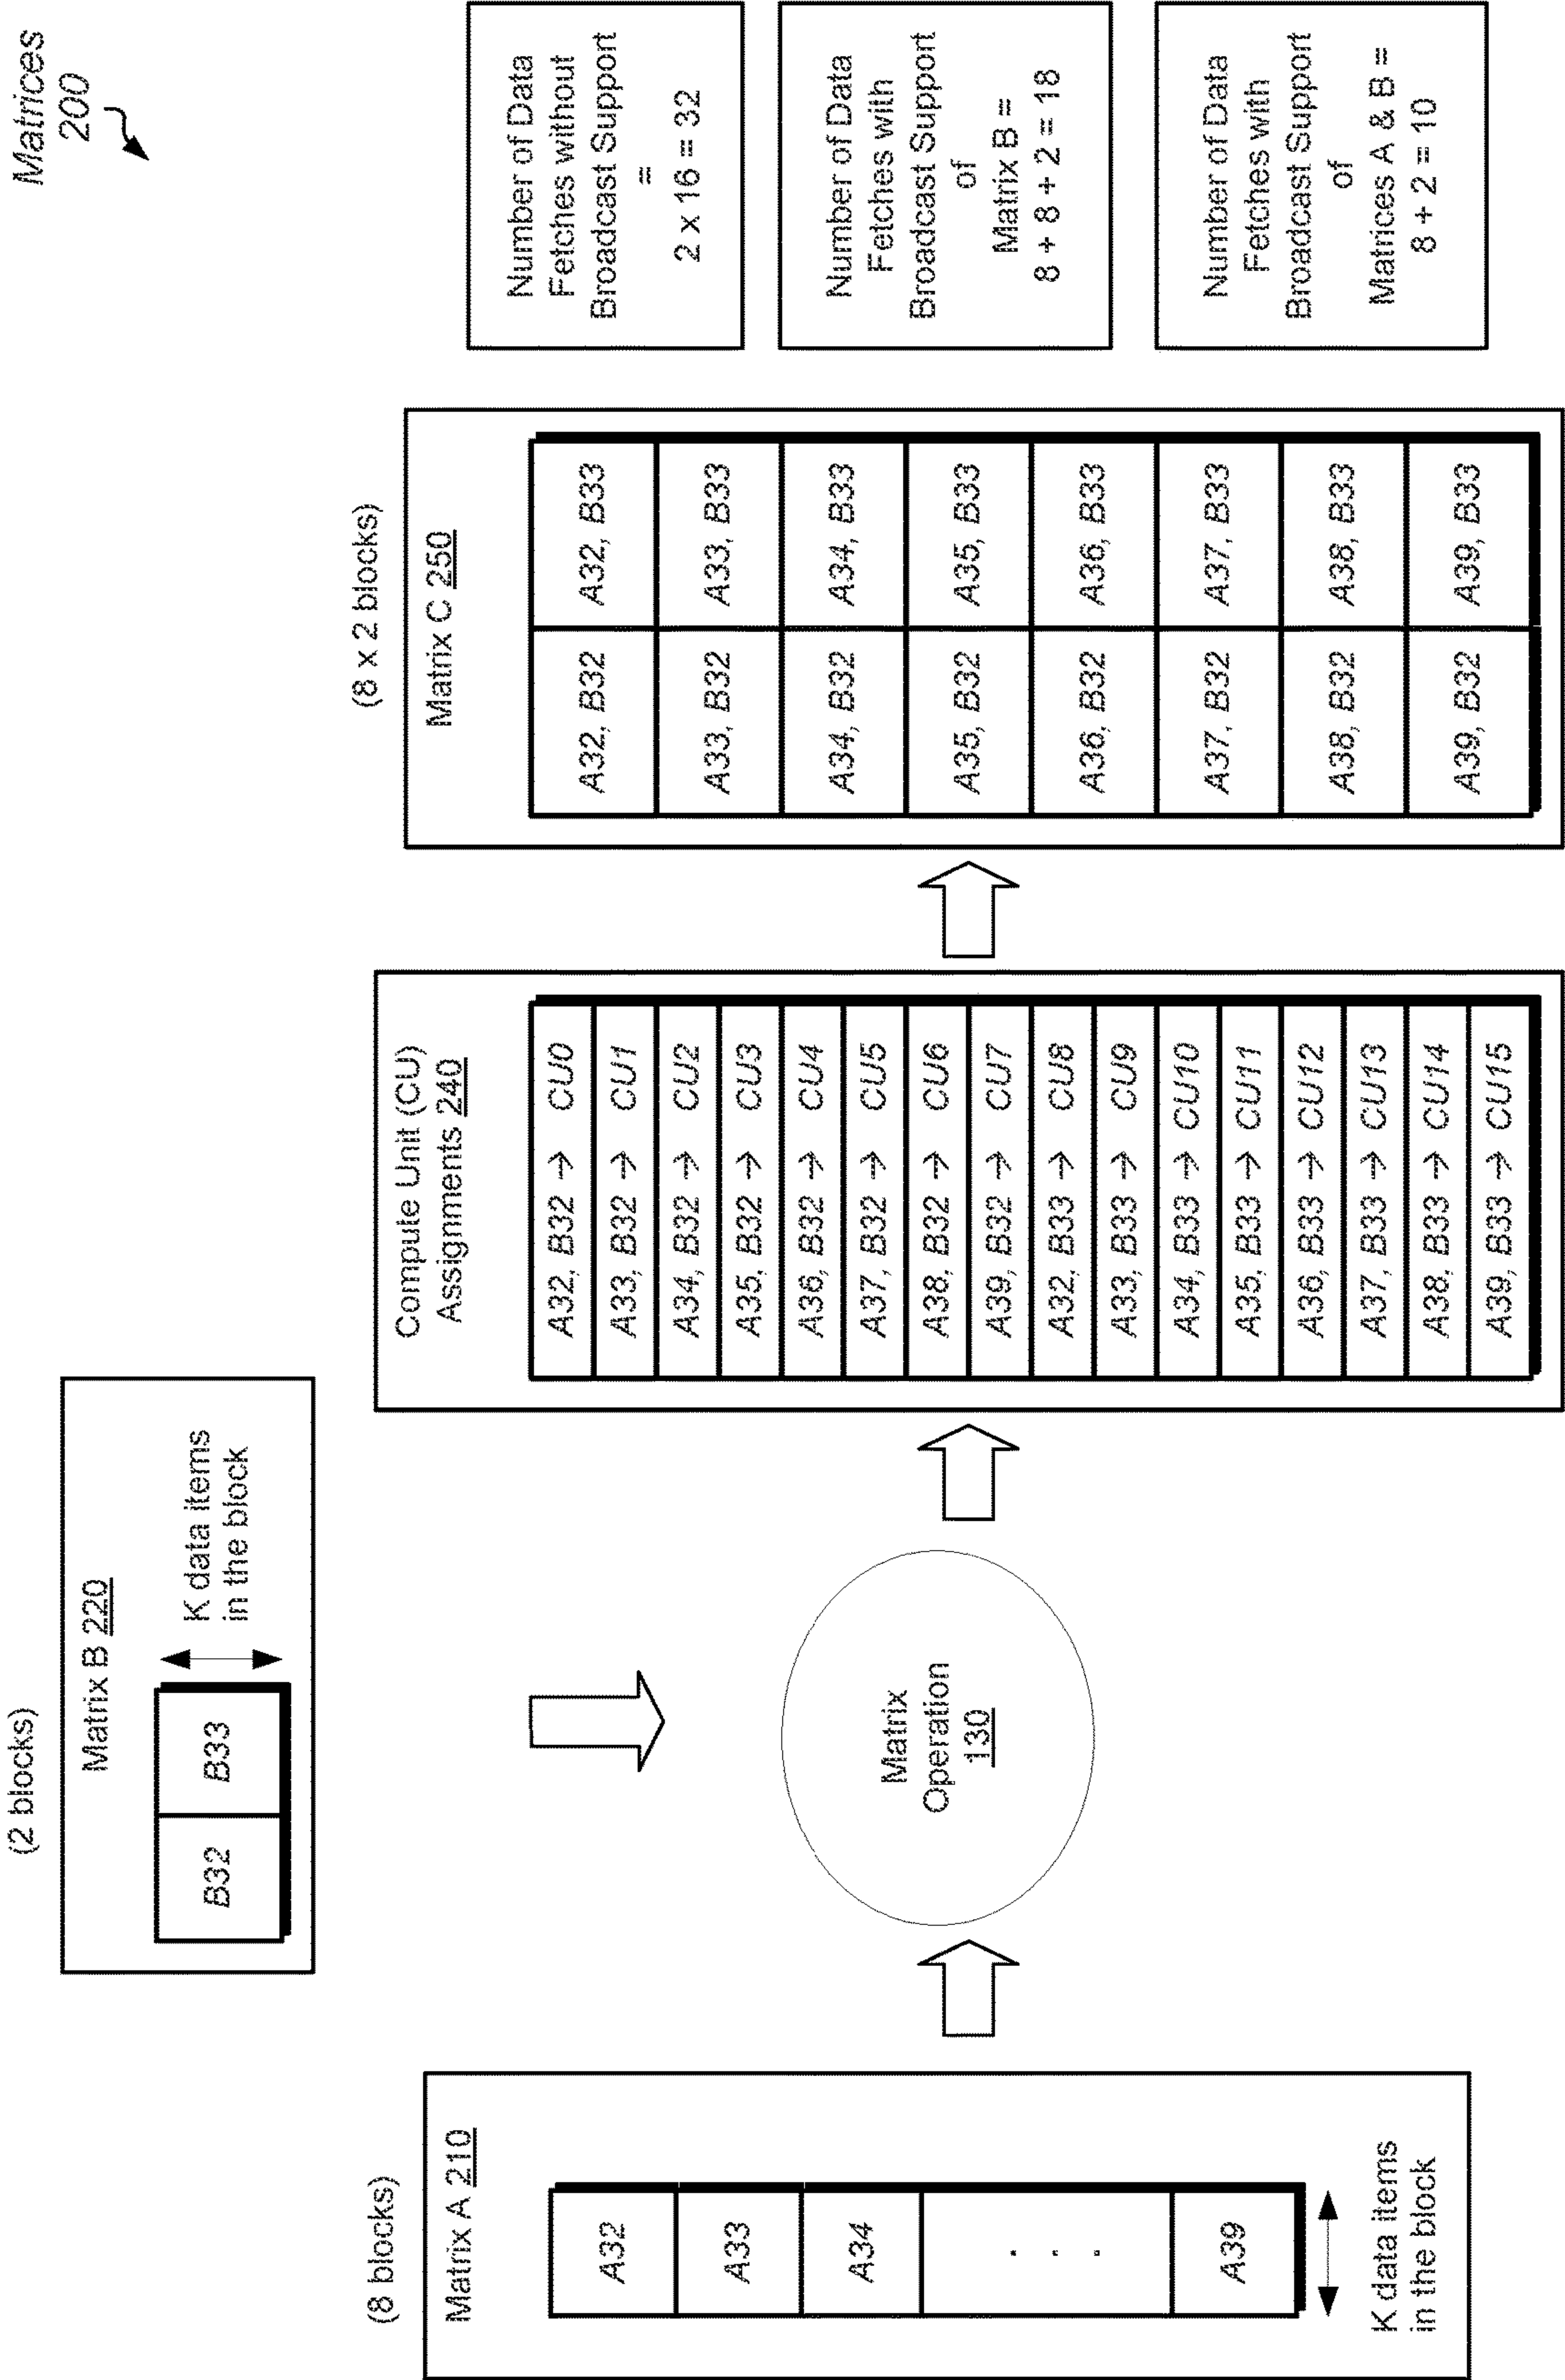 Matrices
200
(2 blocks)
Matrix B 220
B32 B33
K data items
in the block
(8 blocks)
Matrix A 210
A32
A33
A34
. . .
A39
K data items
in the block
Matrix
Operation
130
Compute Unit (CU)
Assignments 240
A32, B32 → CU0
A33, B32 → CU1
A34, B32 → CU2
A35, B32 → CU3
A36, B32 → CU4
A37, B32 → CU5
A38, B32 → CU6
A39, B32 → CU7
A32, B33 → CU8
A33, B33 → CU9
A34, B33 → CU10
A35, B33 → CU11
A36, B33 → CU12
A37, B33 → CU13
A38, B33 → CU14
A39, B33 → CU15
(8 x 2 blocks)
Matrix C 250
A32, B32 A32, B33
A33, B32 A33, B33
A34, B32 A34, B33
A35, B32 A35, B33
A36, B32 A36, B33
A37, B32 A37, B33
A38, B32 A38, B33
A39, B32 A39, B33
Number of Data
Fetches without
Broadcast Support
=
2 x 16 = 32
Number of Data
Fetches with
Broadcast Support
of
Matrix B =
8 + 8 + 2 = 18
Number of Data
Fetches with
Broadcast Support
of
Matrices A & B =
8 + 2 = 10